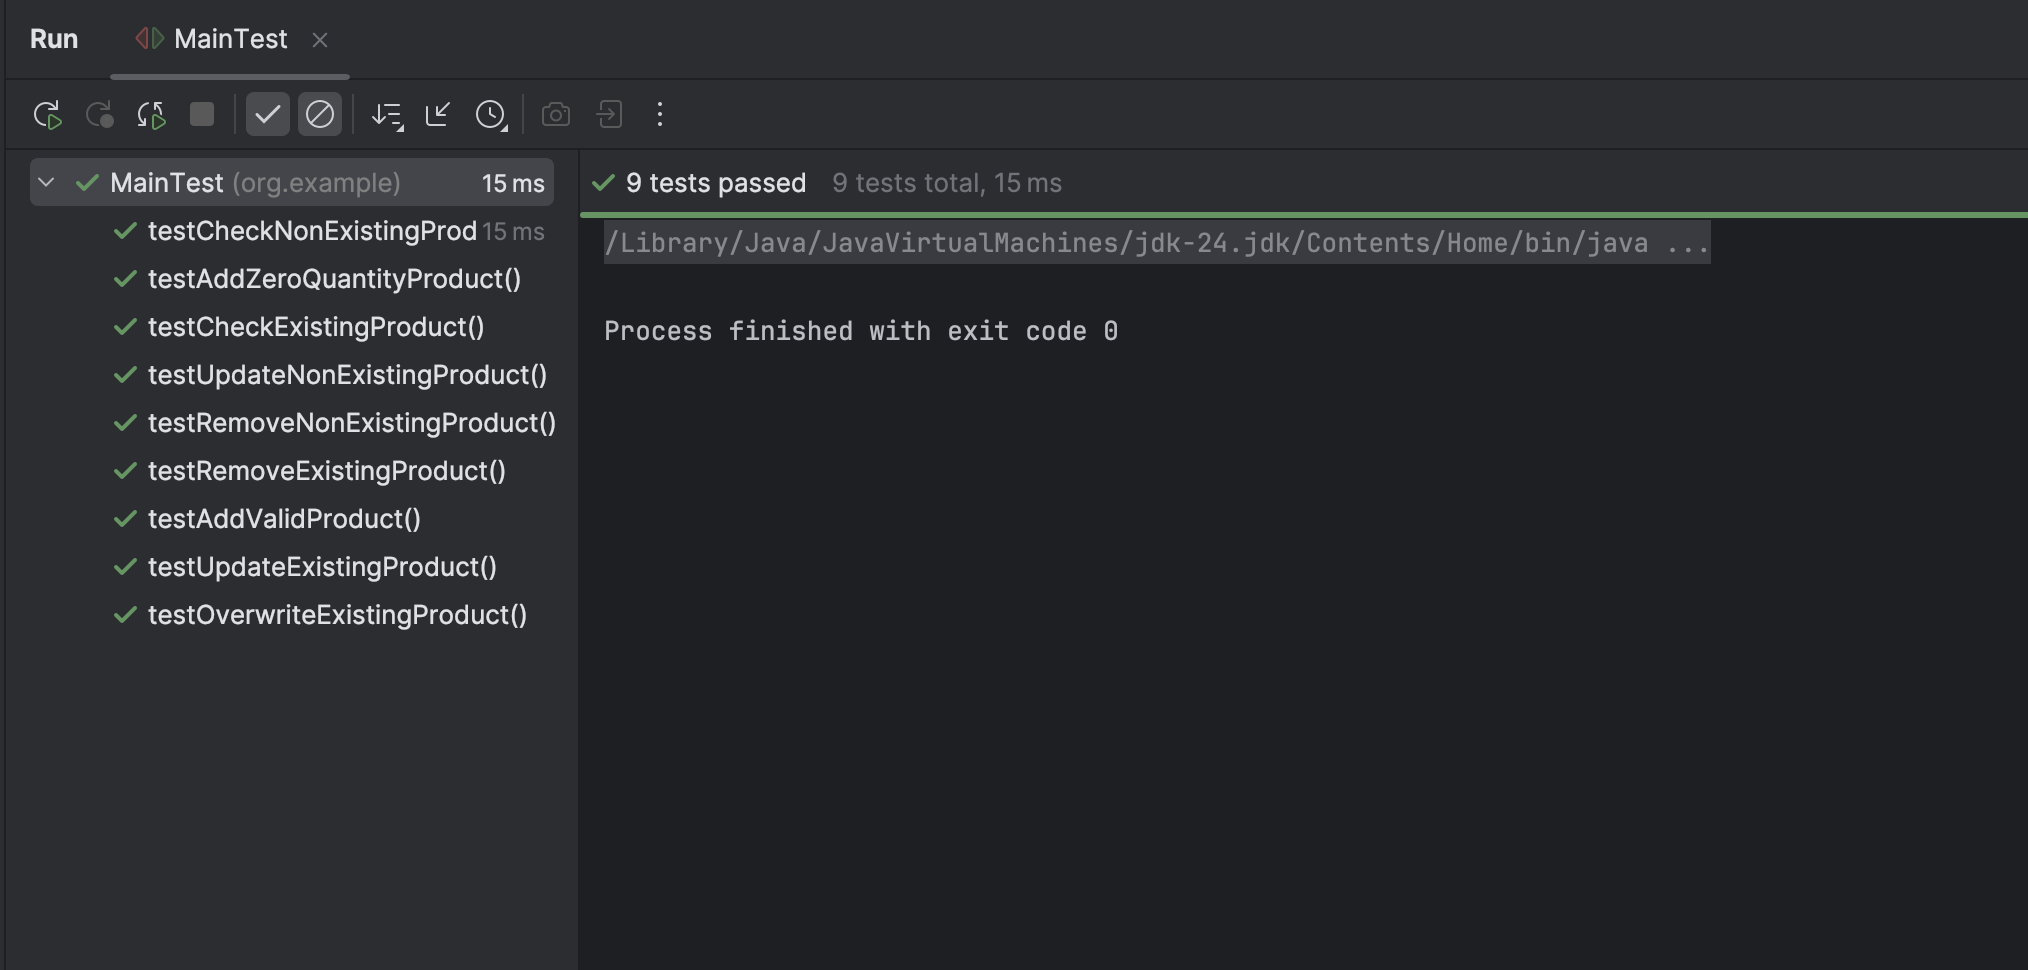 Run MainTest
MainTest (org.example) 15 ms
testCheckNonExistingProd 15 ms
testAddZeroQuantityProduct()
testCheckExistingProduct()
testUpdateNonExistingProduct()
testRemoveNonExistingProduct()
testRemoveExistingProduct()
testAddValidProduct()
testUpdateExistingProduct()
testOverwriteExistingProduct()
9 tests passed 9 tests total, 15 ms
/Library/Java/JavaVirtualMachines/jdk-24.jdk/Contents/Home/bin/java ...
Process finished with exit code 0